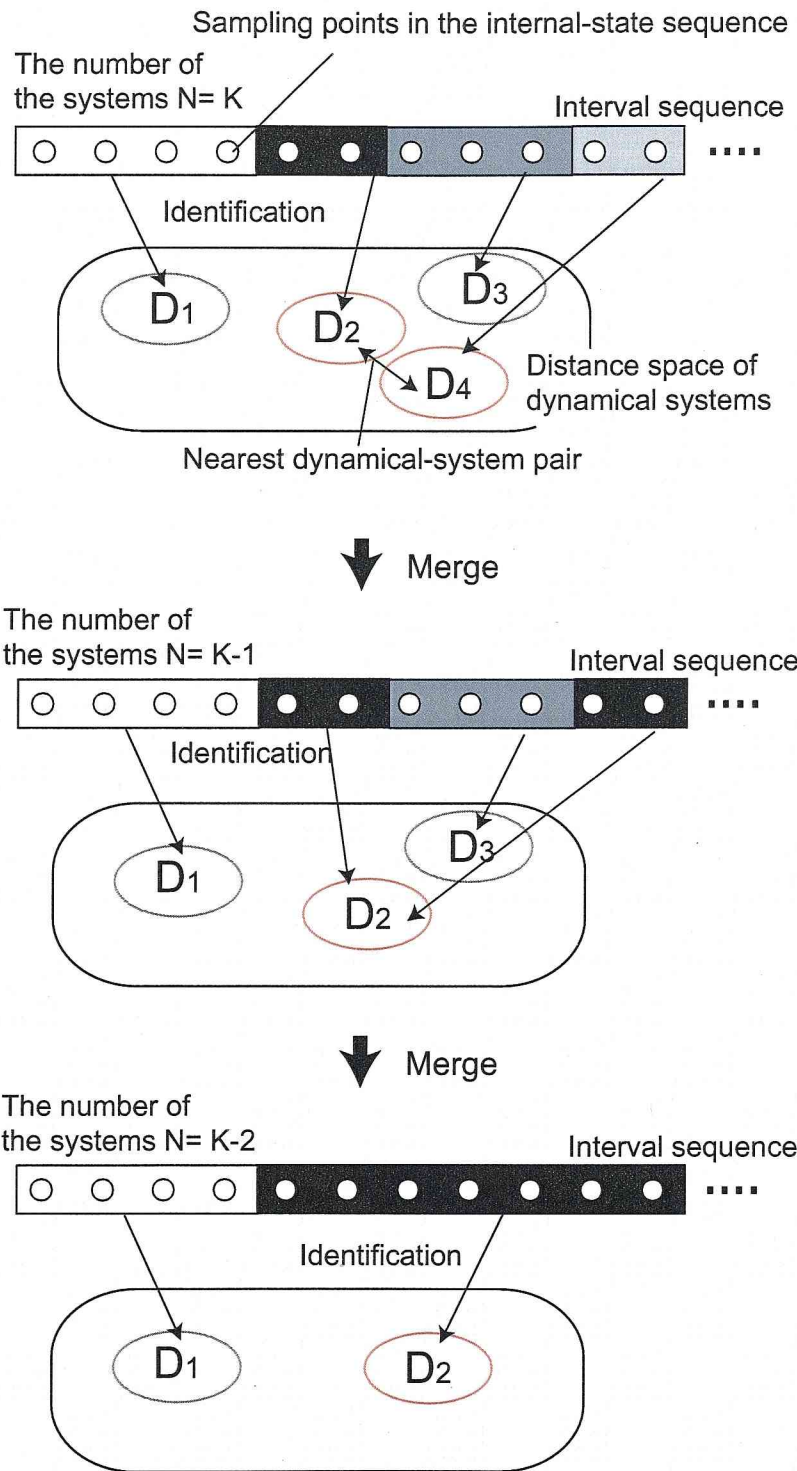 Sampling points in the internal-state sequence
The number of
the systems N= K
Interval sequence
....
Identification
D1
D2
D3
D4
Distance space of
dynamical systems
Nearest dynamical-system pair
Merge
The number of
the systems N= K-1
Interval sequence
....
Identification
D1
D2
D3
Merge
The number of
the systems N= K-2
Interval sequence
....
Identification
D1
D2